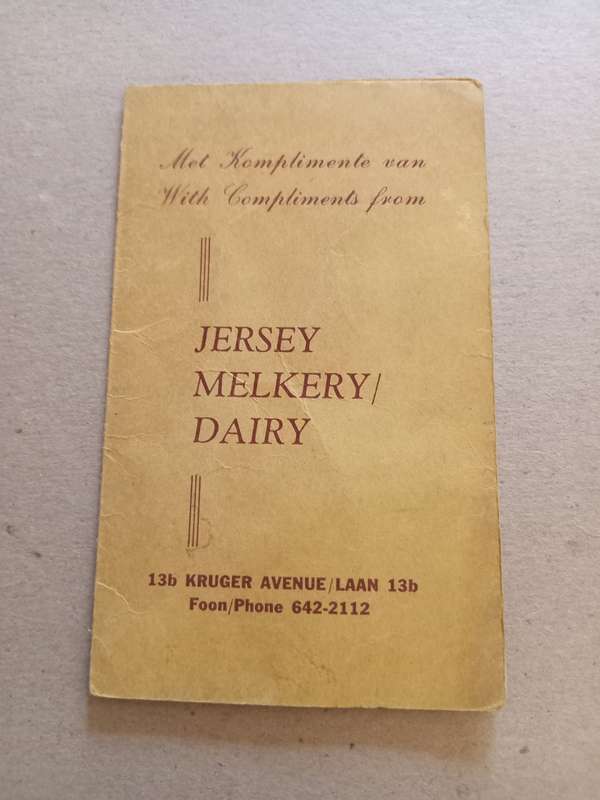 Met Komplimente van
With Compliments from
JERSEY
MELKERY/
DAIRY
13b KRUGER AVENUE/LAAN 13b
Foon/Phone 642-2112